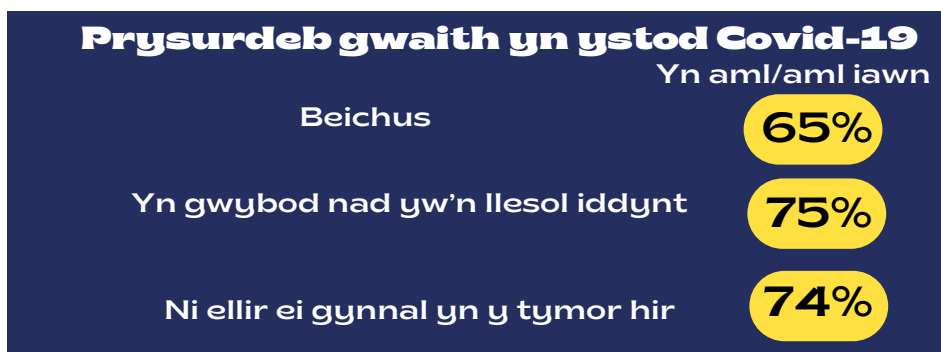 Prysurdeb gwaith yn ystod Covid-19
Yn aml/aml iawn
Beichus 65%
Yn gwybod nad yw'n llesol iddynt 75%
Ni ellir ei gynnal yn y tymor hir 74%